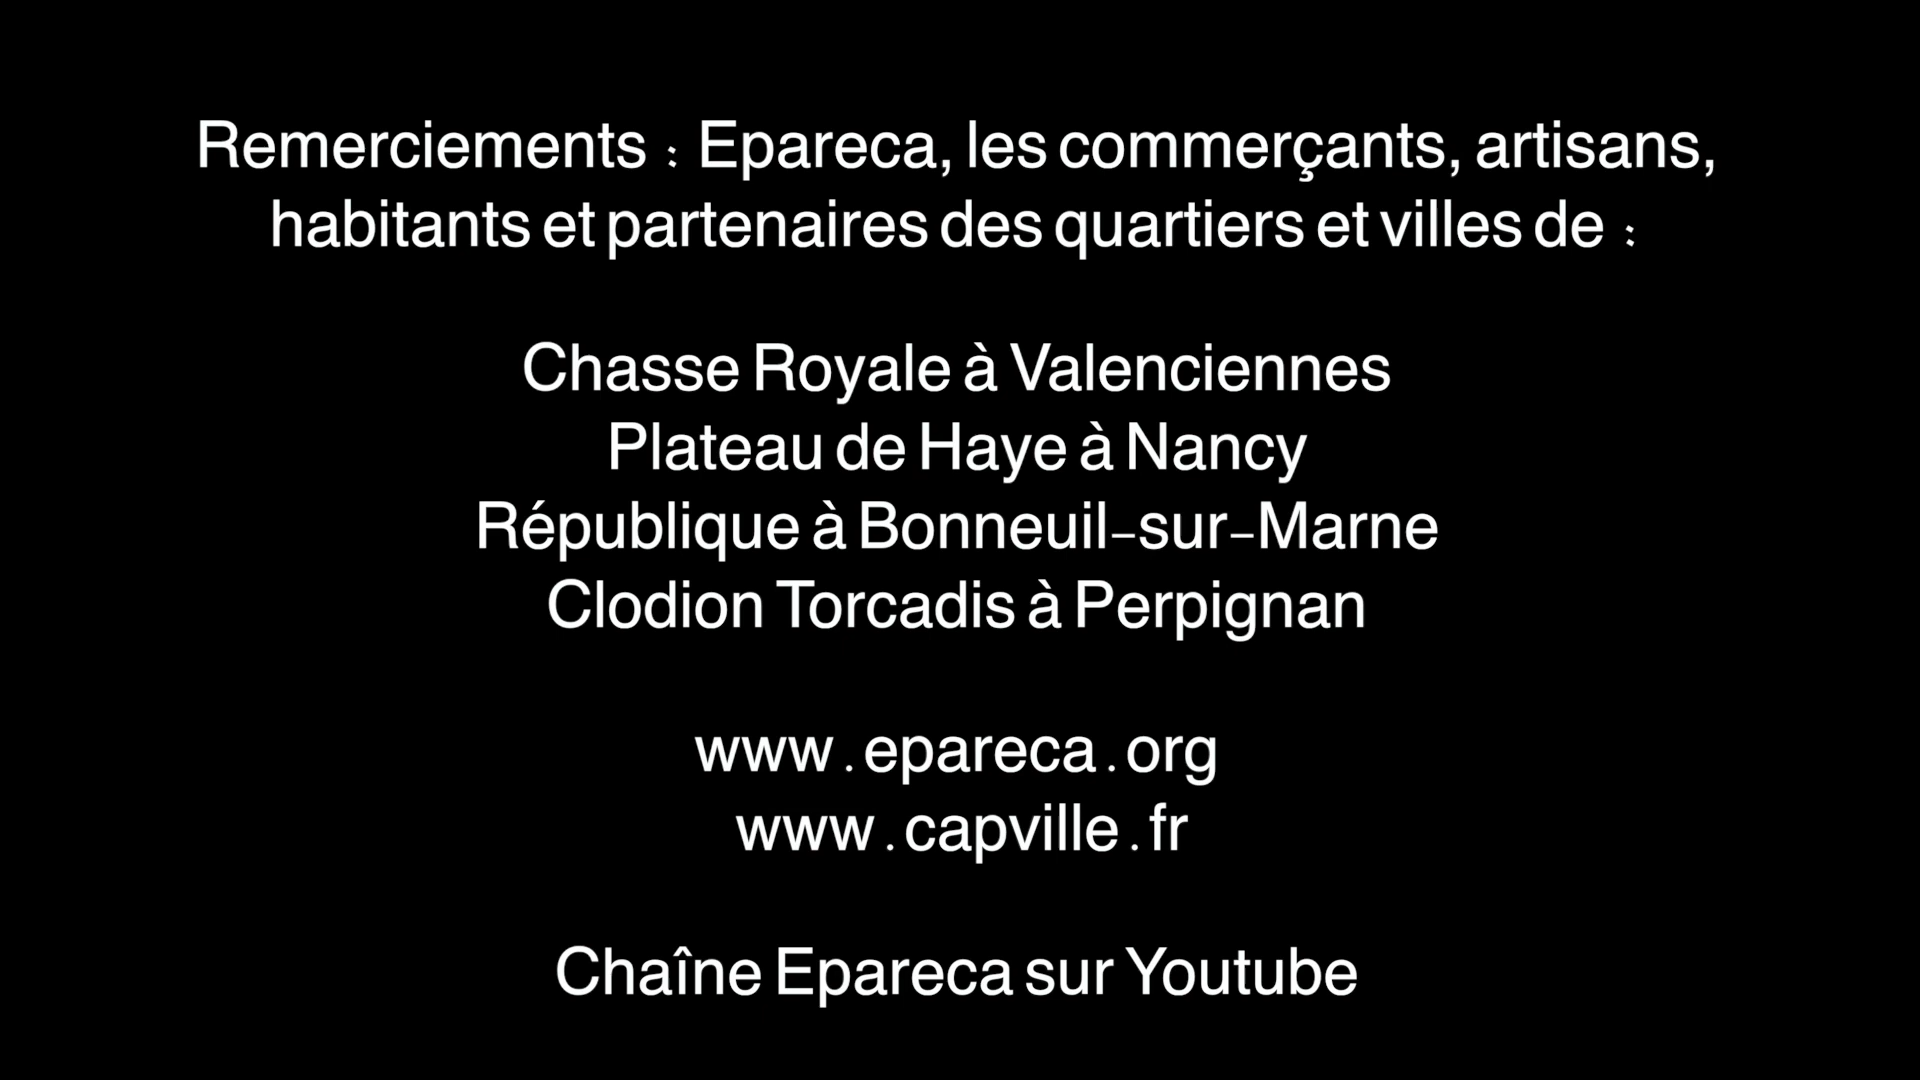 Remerciements : Epareca, les commerçants, artisans,
habitants et partenaires des quartiers et villes de :
Chasse Royale à Valenciennes
Plateau de Haye à Nancy
République à Bonneuil-sur-Marne
Clodion Torcadis à Perpignan
www.epareca.org
www.capville.fr
Chaîne Epareca sur Youtube